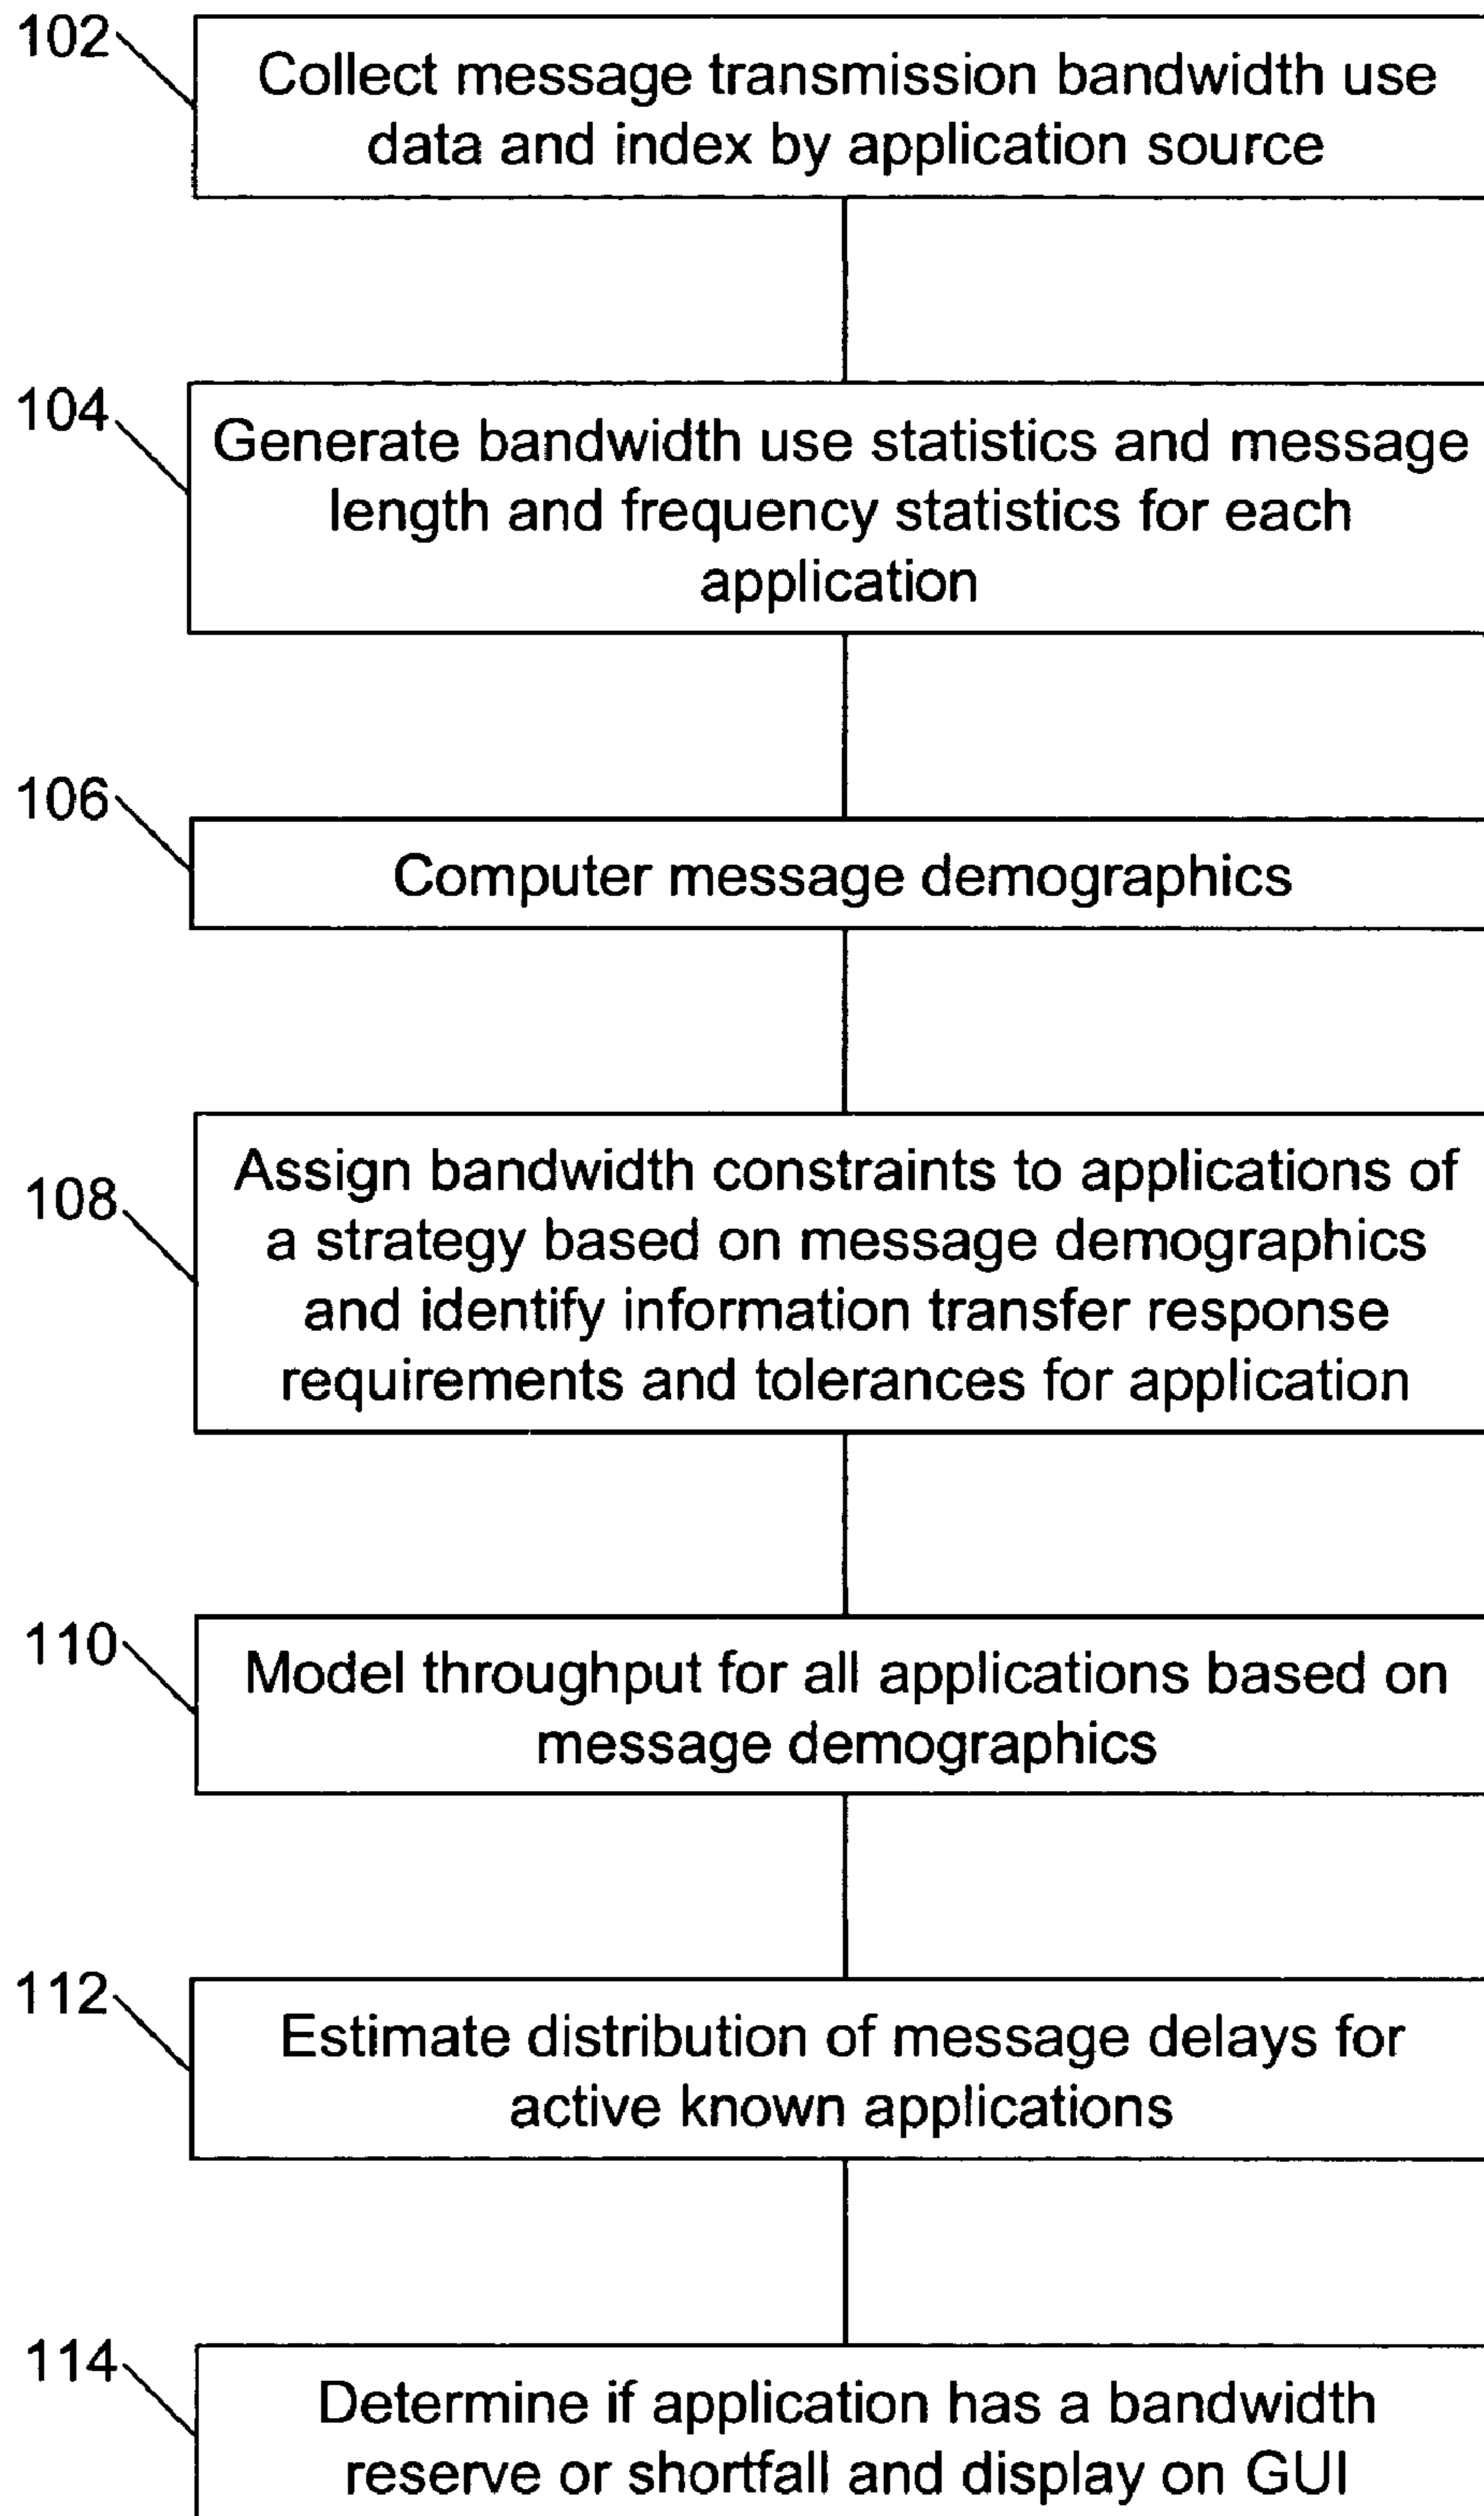 102
Collect message transmission bandwidth use
data and index by application source
104
Generate bandwidth use statistics and message
length and frequency statistics for each
application
106
Computer message demographics
108
Assign bandwidth constraints to applications of
a strategy based on message demographics
and identify information transfer response
requirements and tolerances for application
110
Model throughput for all applications based on
message demographics
112
Estimate distribution of message delays for
active known applications
114
Determine if application has a bandwidth
reserve or shortfall and display on GUI